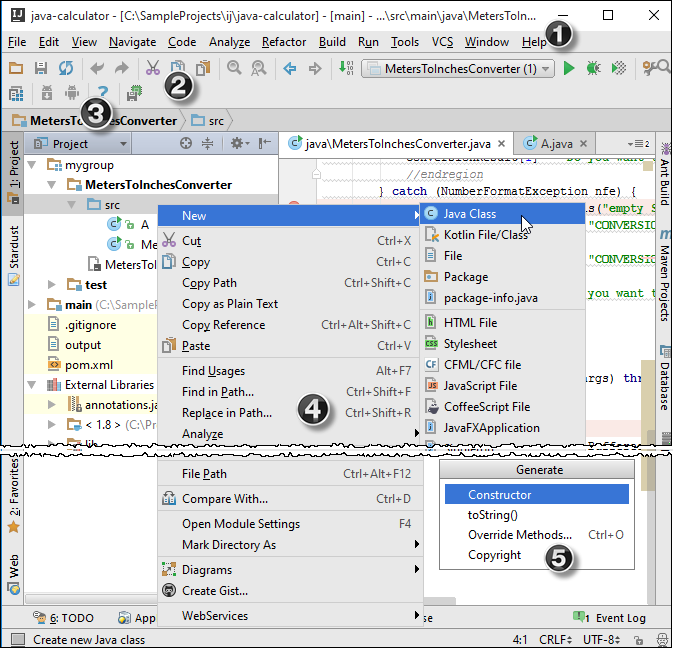 java-calculator - [C:\SampleProjects\ij\java-calculator] - [main] - ...\src\main\java\MetersToInc...
File Edit View Navigate Code Analyze Refactor Build Run Tools VCS Window Help 1
2 MetersToInchesConverter (1)
3
MetersToInchesConverter src
1: Project
Stardust
Project
java\MetersToInchesConverter.java A.java
mygroup
MetersToInchesConverter
src
A
Me
MetersTo
test
main (C:\SamplePr
.gitignore
output
pom.xml
External Libraries
annotations.ja
< 1.8 > (C:\Pr
lib
//endregion
} catch (NumberFormatException nfe) {
s("empty S
"CONVERSION
"CONVERSION
you want t
args) thr
Ant Build
Maven Projects
Database
New
Cut Ctrl+X
Copy Ctrl+C
Copy Path Ctrl+Shift+C
Copy as Plain Text
Copy Reference Ctrl+Alt+Shift+C
Paste Ctrl+V
Find Usages Alt+F7
Find in Path... Ctrl+Shift+F
Replace in Path... Ctrl+Shift+R
Analyze
4
Java Class
Kotlin File/Class
File
Package
package-info.java
HTML File
Stylesheet
CFML/CFC file
JavaScript File
CoffeeScript File
JavaFXApplication
2: Favorites
Web
File Path Ctrl+Alt+F12
Compare With... Ctrl+D
Open Module Settings F4
Mark Directory As
Diagrams
Create Gist...
WebServices
Generate
Constructor
toString()
Override Methods... Ctrl+O
Copyright
5
6: TODO App se 1 Event Log
Create new Java class 4:1 CRLF UTF-8